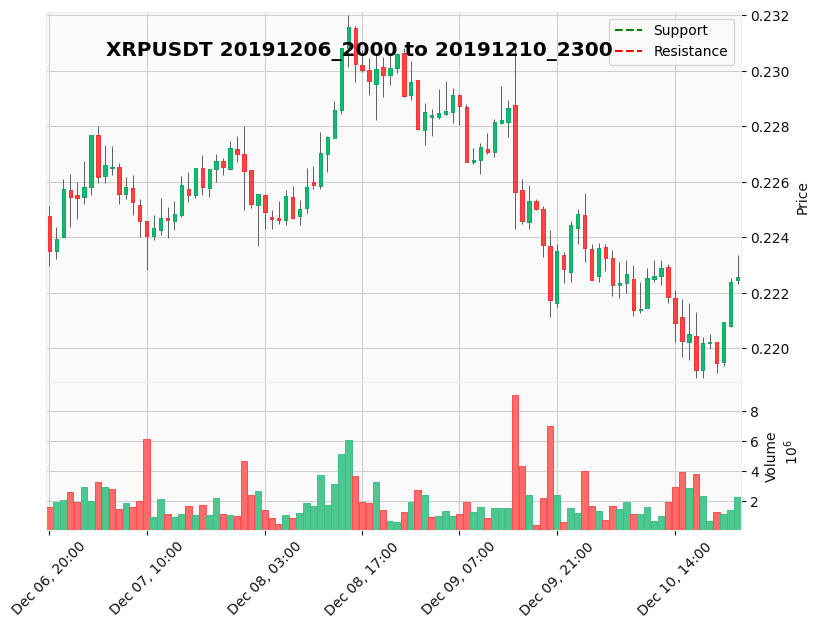 XRPUSDT 20191206_2000 to 20191210_2300
Support
Resistance
0.232
0.230
0.228
0.226
0.224
0.222
0.220
Price
8
6
4
2
Volume
10^6
Dec 06, 20:00
Dec 07, 10:00
Dec 08, 03:00
Dec 08, 17:00
Dec 09, 07:00
Dec 09, 21:00
Dec 10, 14:00